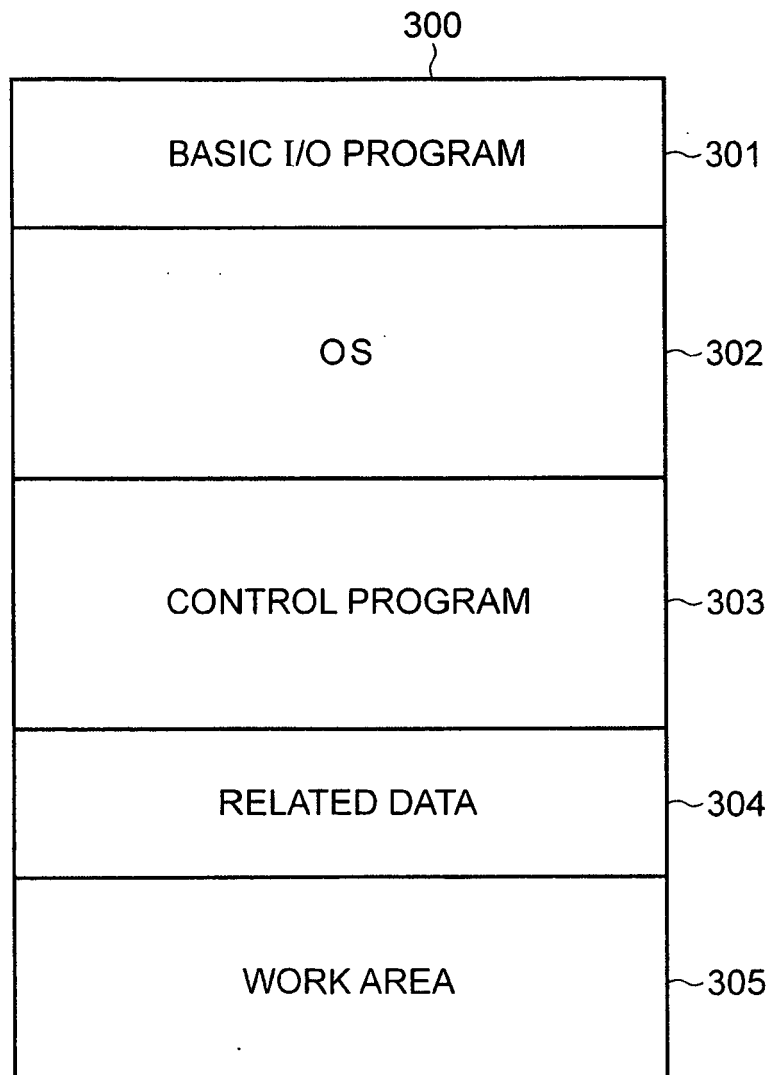 300
BASIC I/O PROGRAM
301
OS
302
CONTROL PROGRAM
303
RELATED DATA
304
WORK AREA
305